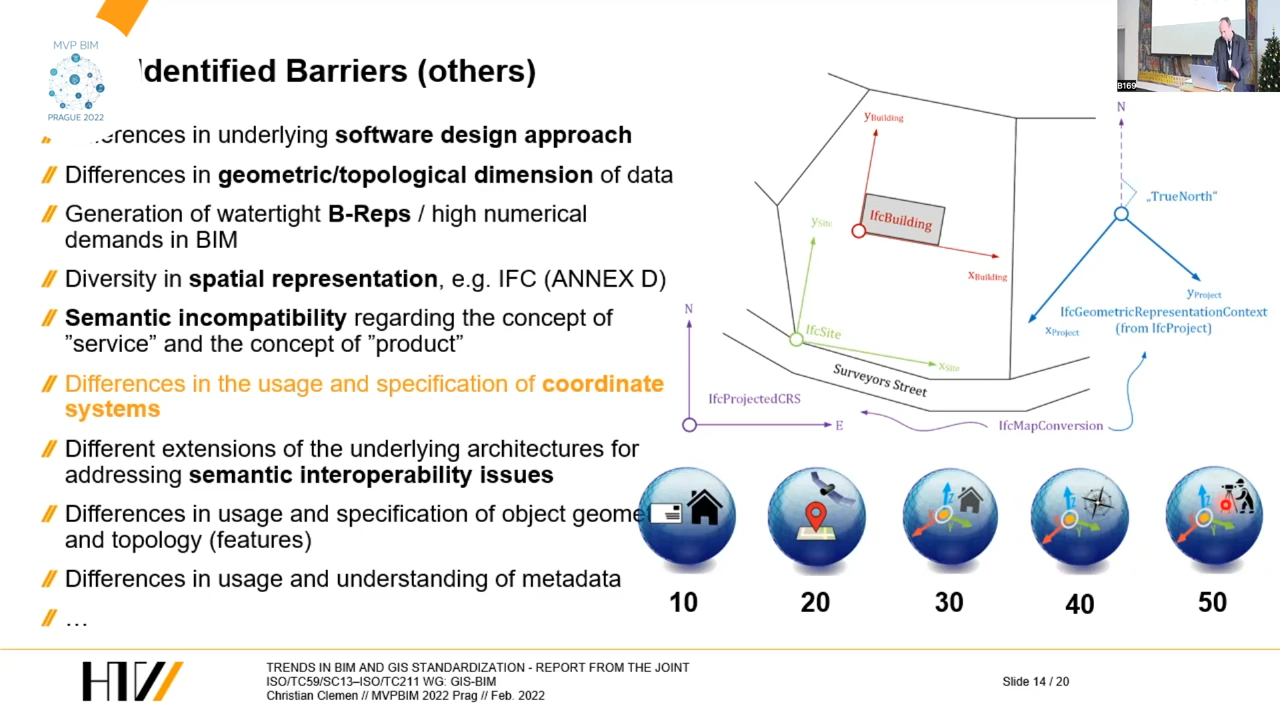 MVP BIM
PRAGUE 2022
Identified Barriers (others)
erences in underlying software design approach
Differences in geometric/topological dimension of data
Generation of watertight B-Reps / high numerical
demands in BIM
Diversity in spatial representation, e.g. IFC (ANNEX D)
Semantic incompatibility regarding the concept of
”service” and the concept of ”product”
Differences in the usage and specification of coordinate
systems
Different extensions of the underlying architectures for
addressing semantic interoperability issues
Differences in usage and specification of object geome
and topology (features)
Differences in usage and understanding of metadata
…
B169
yBuilding
IfcBuilding
xBuilding
ySite
IfcSite
xSite
Surveyors Street
N
IfcProjectedCRS
E
IfcMapConversion
N
„TrueNorth“
yProject
IfcGeometricRepresentationContext
(from IfcProject)
xProject
z
z
z
10
20
30
40
50
HTW
TRENDS IN BIM AND GIS STANDARDIZATION - REPORT FROM THE JOINT
ISO/TC59/SC13–ISO/TC211 WG: GIS-BIM
Christian Clemen // MVPBIM 2022 Prag // Feb. 2022
Slide 14 / 20